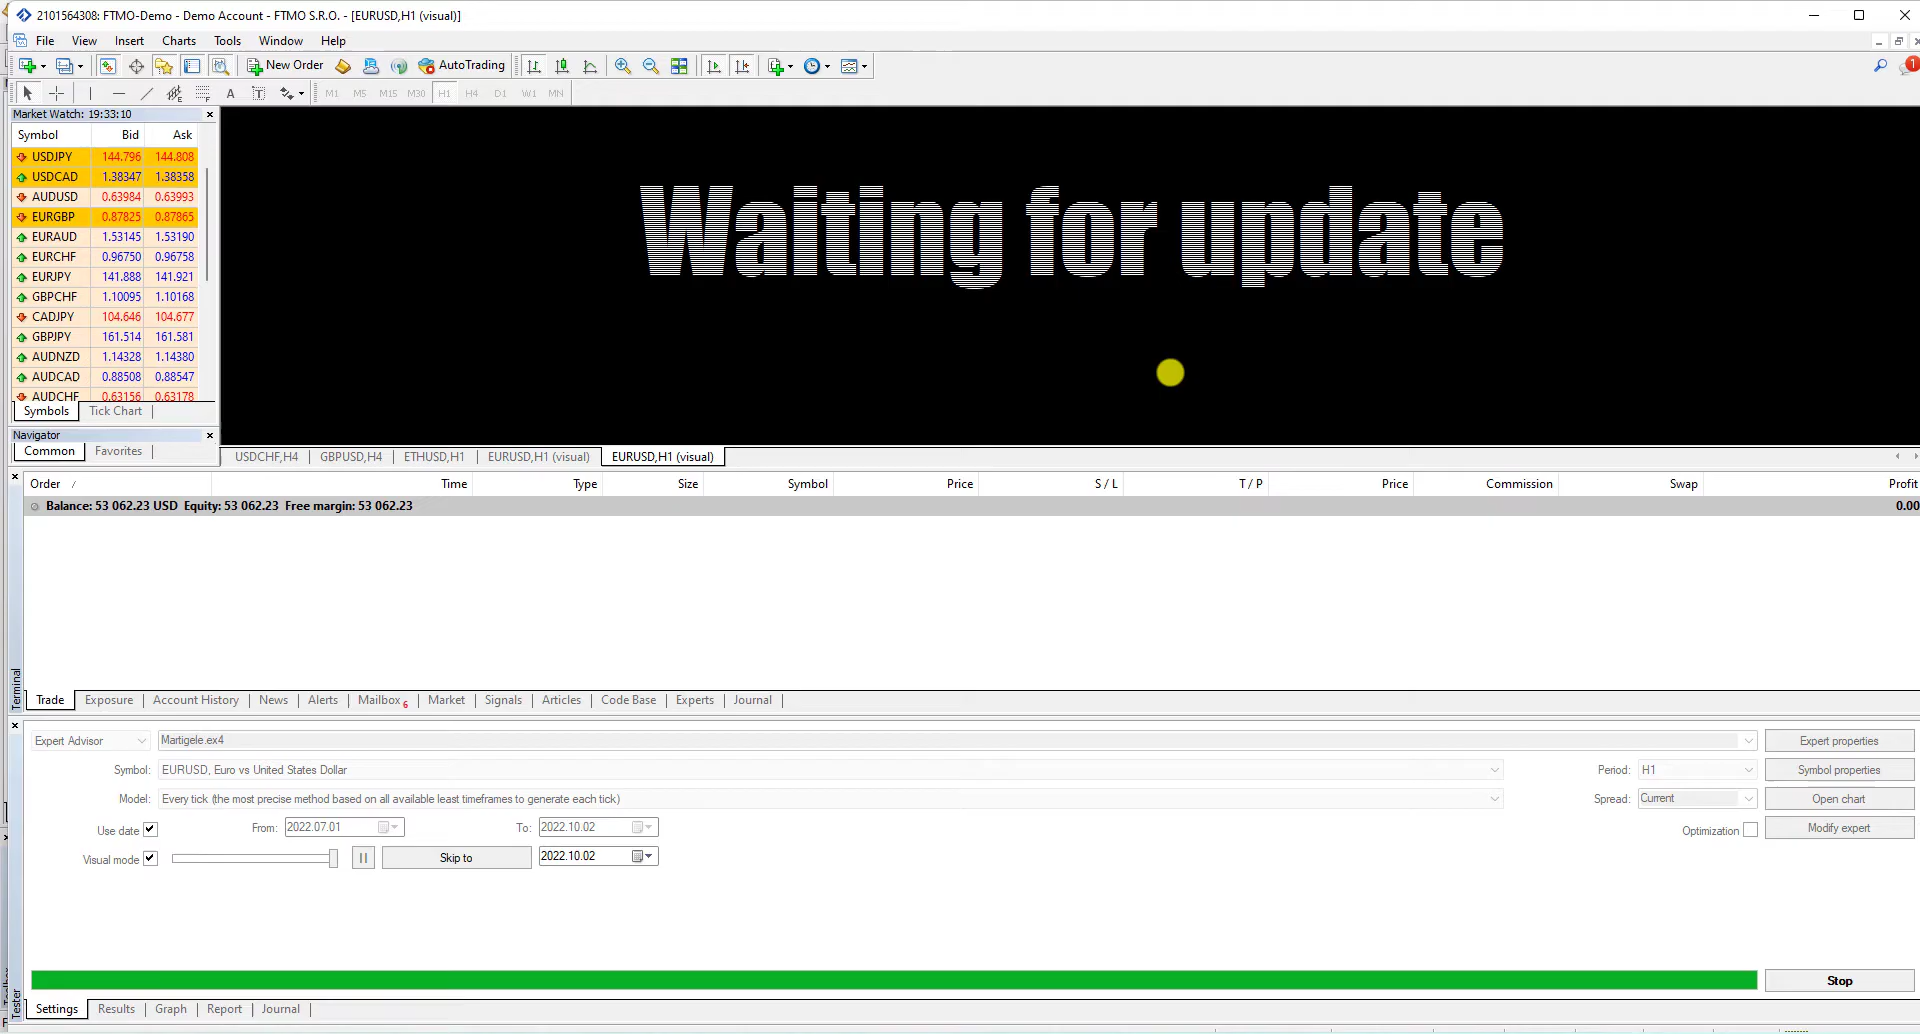 2101564308: FTMO-Demo - Demo Account - FTMO S.R.O. - [EURUSD,H1 (visual)]
File View Insert Charts Tools Window Help
New Order AutoTrading 1
A T M1 M5 M15 M30 H1 H4 D1 W1 MN
Market Watch: 19:33:10
Symbol Bid Ask
USDJPY 144.796 144.808
USDCAD 1.38347 1.38358
AUDUSD 0.63984 0.63993
EURGBP 0.87825 0.87865
EURAUD 1.53145 1.53190
EURCHF 0.96750 0.96758
EURJPY 141.888 141.921
GBPCHF 1.10095 1.10168
CADJPY 104.646 104.677
GBPJPY 161.514 161.581
AUDNZD 1.14328 1.14380
AUDCAD 0.88508 0.88547
AUDCHF 0.63156 0.63178
Symbols Tick Chart
Waiting for update
Navigator
Common Favorites
USDCHF,H4 GBPUSD,H4 ETHUSD,H1 EURUSD,H1 (visual) EURUSD,H1 (visual)
Order / Time Type Size Symbol Price S / L T / P Price Commission Swap Profit
Balance: 53 062.23 USD Equity: 53 062.23 Free margin: 53 062.23 0.00
Terminal
Trade Exposure Account History News Alerts Mailbox 6 Market Signals Articles Code Base Experts Journal
Expert Advisor Martigele.ex4 Expert properties
Symbol: EURUSD, Euro vs United States Dollar Period: H1 Symbol properties
Model: Every tick (the most precise method based on all available least timeframes to generate each tick) Spread: Current Open chart
Use date From: 2022.07.01 To: 2022.10.02 Optimization Modify expert
Visual mode Skip to 2022.10.02
Stop
Tester
Settings Results Graph Report Journal